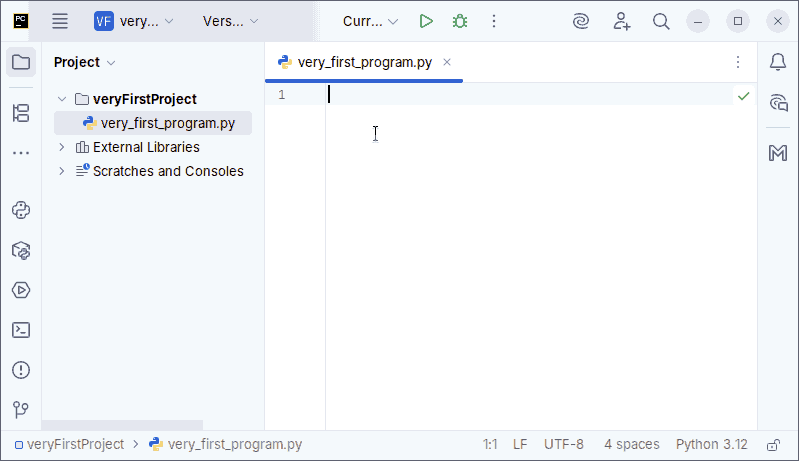 PC VF very... Vers... Curr...
Project
very_first_program.py
1
veryFirstProject
very_first_program.py
External Libraries
Scratches and Consoles
veryFirstProject > very_first_program.py 1:1 LF UTF-8 4 spaces Python 3.12